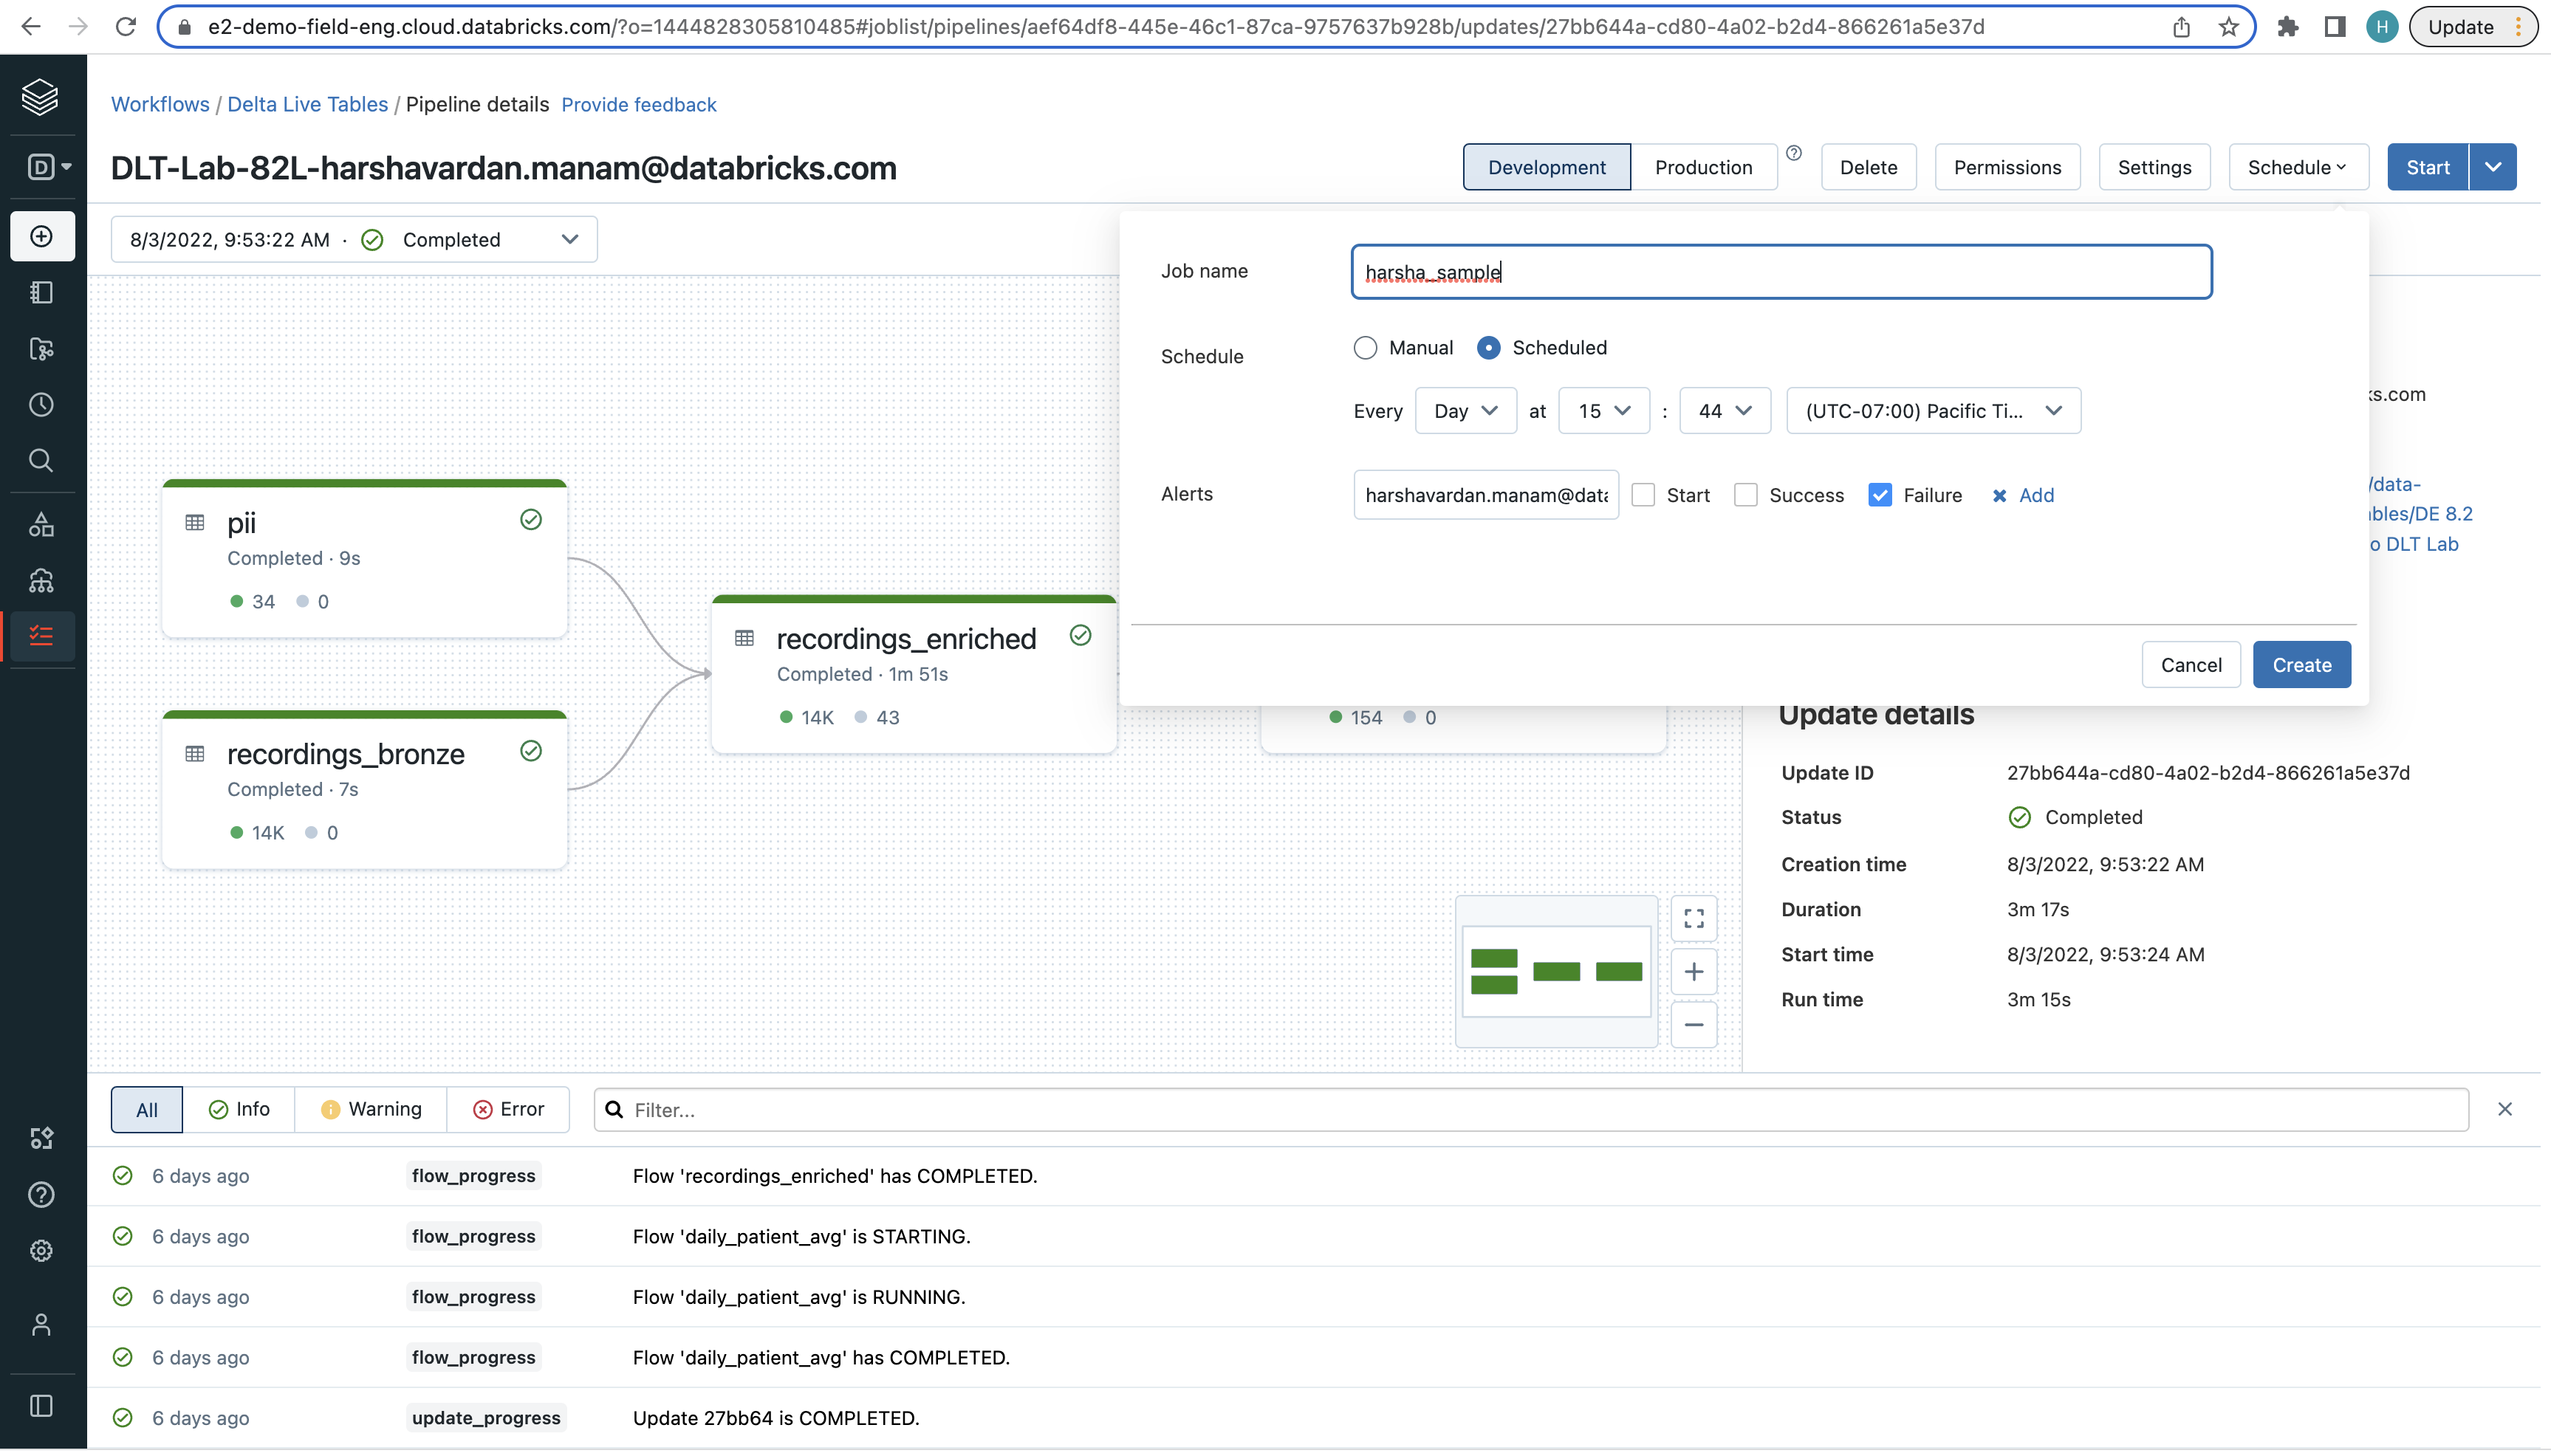 e2-demo-field-eng.cloud.databricks.com/?o=1444828305810485#joblist/pipelines/aef64df8-445e-46c1-87ca-9757637b928b/updates/27bb644a-cd80-4a02-b2d4-866261a5e37d
H
Update
D
Workflows / Delta Live Tables / Pipeline details Provide feedback
DLT-Lab-82L-harshavardan.manam@databricks.com
Development Production Delete Permissions Settings Schedule Start
8/3/2022, 9:53:22 AM · Completed
Job name harsha_sample
Schedule Manual Scheduled
Every Day at 15 : 44 (UTC-07:00) Pacific Ti...
Alerts harshavardan.manam@data Start Success Failure Add
Cancel Create
ks.com
/data-
bles/DE 8.2
o DLT Lab
pii
Completed · 9s
34 0
recordings_bronze
Completed · 7s
14K 0
recordings_enriched
Completed · 1m 51s
14K 43
154 0
Update details
Update ID 27bb644a-cd80-4a02-b2d4-866261a5e37d
Status Completed
Creation time 8/3/2022, 9:53:22 AM
Duration 3m 17s
Start time 8/3/2022, 9:53:24 AM
Run time 3m 15s
All Info Warning Error Filter...
6 days ago flow_progress Flow 'recordings_enriched' has COMPLETED.
6 days ago flow_progress Flow 'daily_patient_avg' is STARTING.
6 days ago flow_progress Flow 'daily_patient_avg' is RUNNING.
6 days ago flow_progress Flow 'daily_patient_avg' has COMPLETED.
6 days ago update_progress Update 27bb64 is COMPLETED.